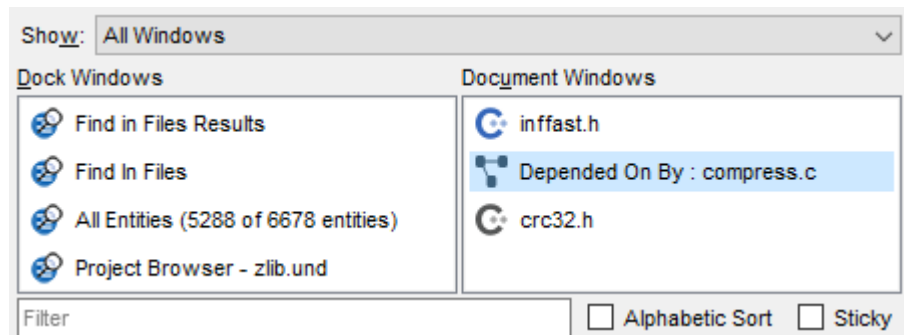 Show: All Windows
Dock Windows
Document Windows
Find in Files Results
Find In Files
All Entities (5288 of 6678 entities)
Project Browser - zlib.und
inffast.h
Depended On By : compress.c
crc32.h
Filter
Alphabetic Sort
Sticky